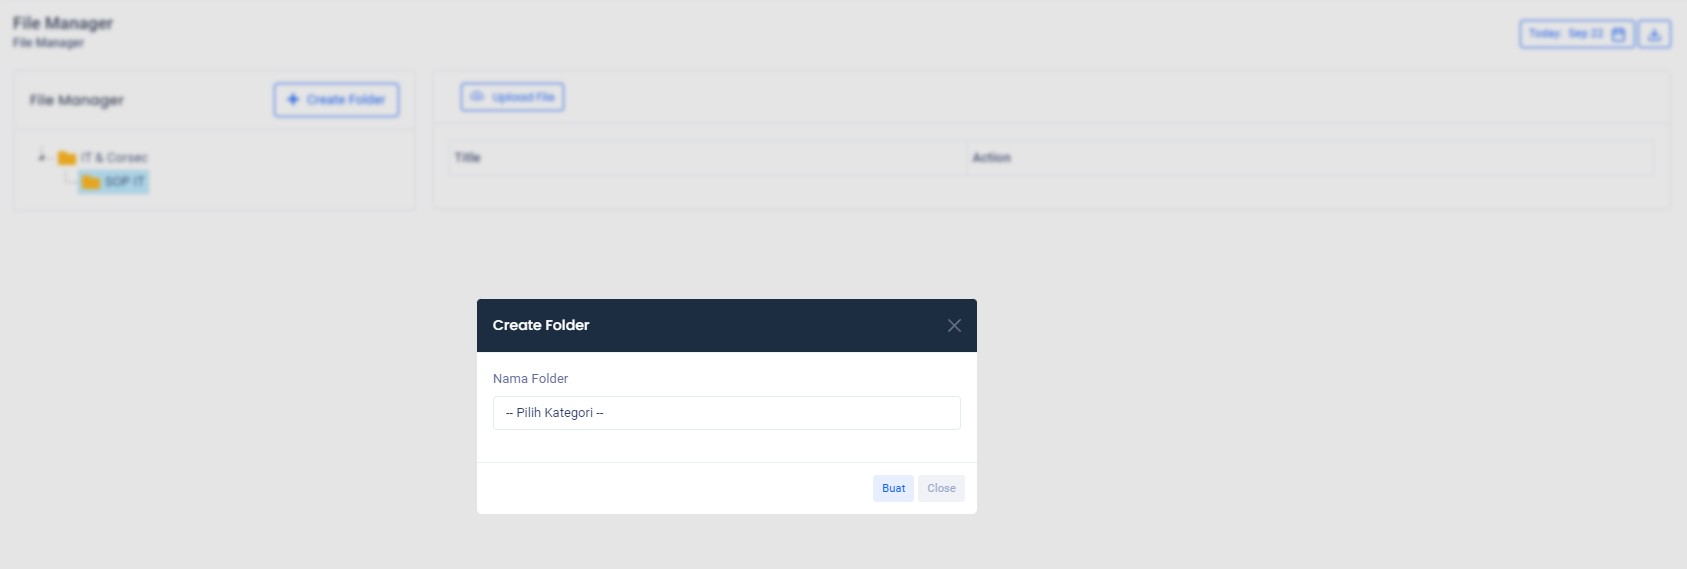 File Manager
File Manager
Today: Sep 22
File Manager
Create Folder
Upload File
IT & Corsec
SOP IT
Title
Action
Create Folder
Nama Folder
-- Pilih Kategori --
Buat
Close